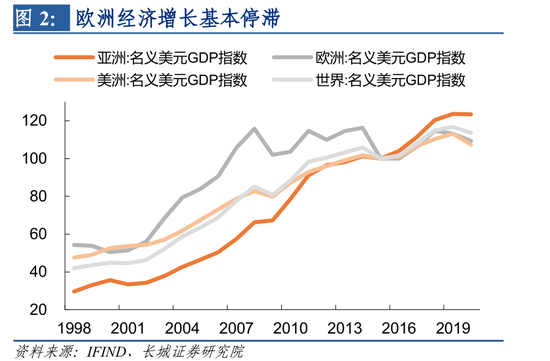 图 2: 欧洲经济增长基本停滞
亚洲:名义美元GDP指数 欧洲:名义美元GDP指数
美洲:名义美元GDP指数 世界:名义美元GDP指数
120
100
80
60
40
20
1998 2001 2004 2007 2010 2013 2016 2019
资料来源：IFIND、长城证券研究院